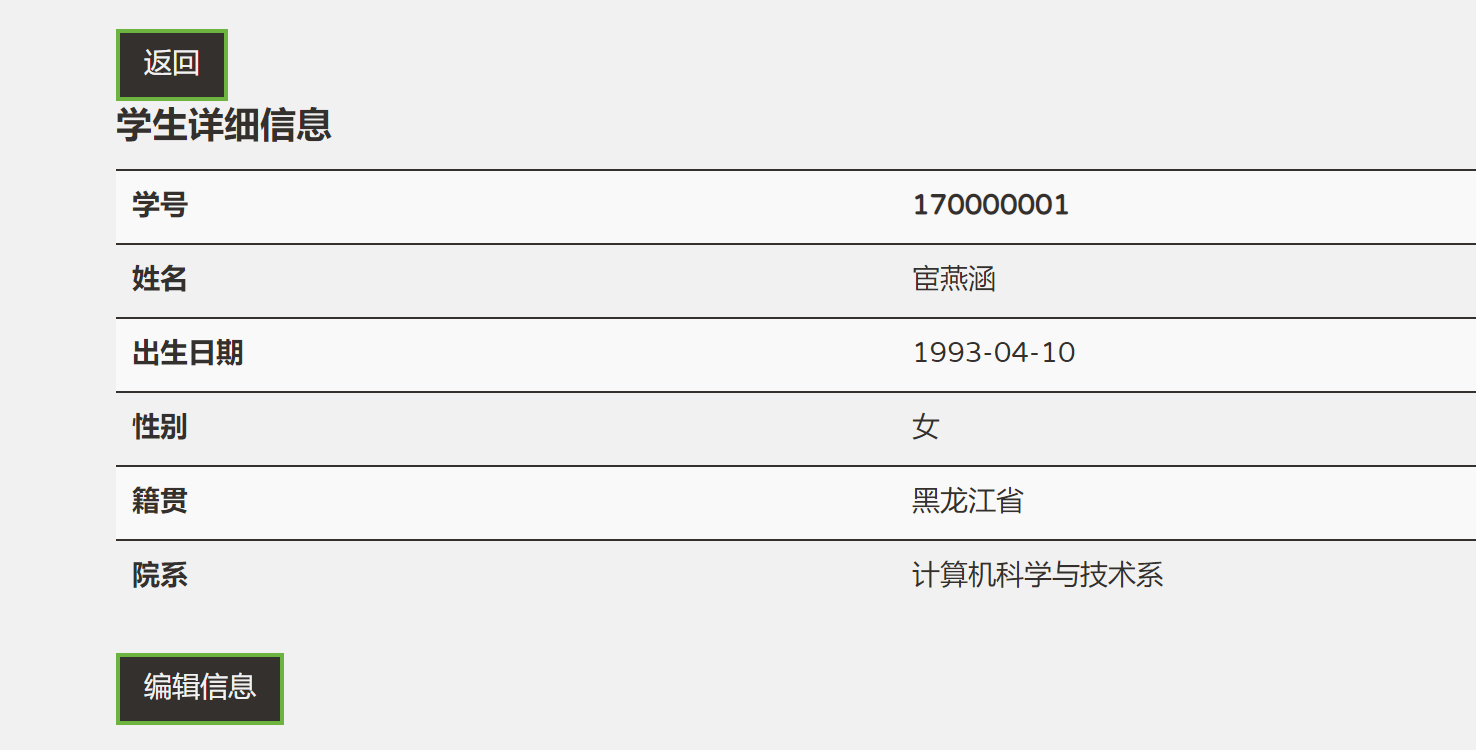 返回
学生详细信息
学号 170000001
姓名 宦燕涵
出生日期 1993-04-10
性别 女
籍贯 黑龙江省
院系 计算机科学与技术系
编辑信息